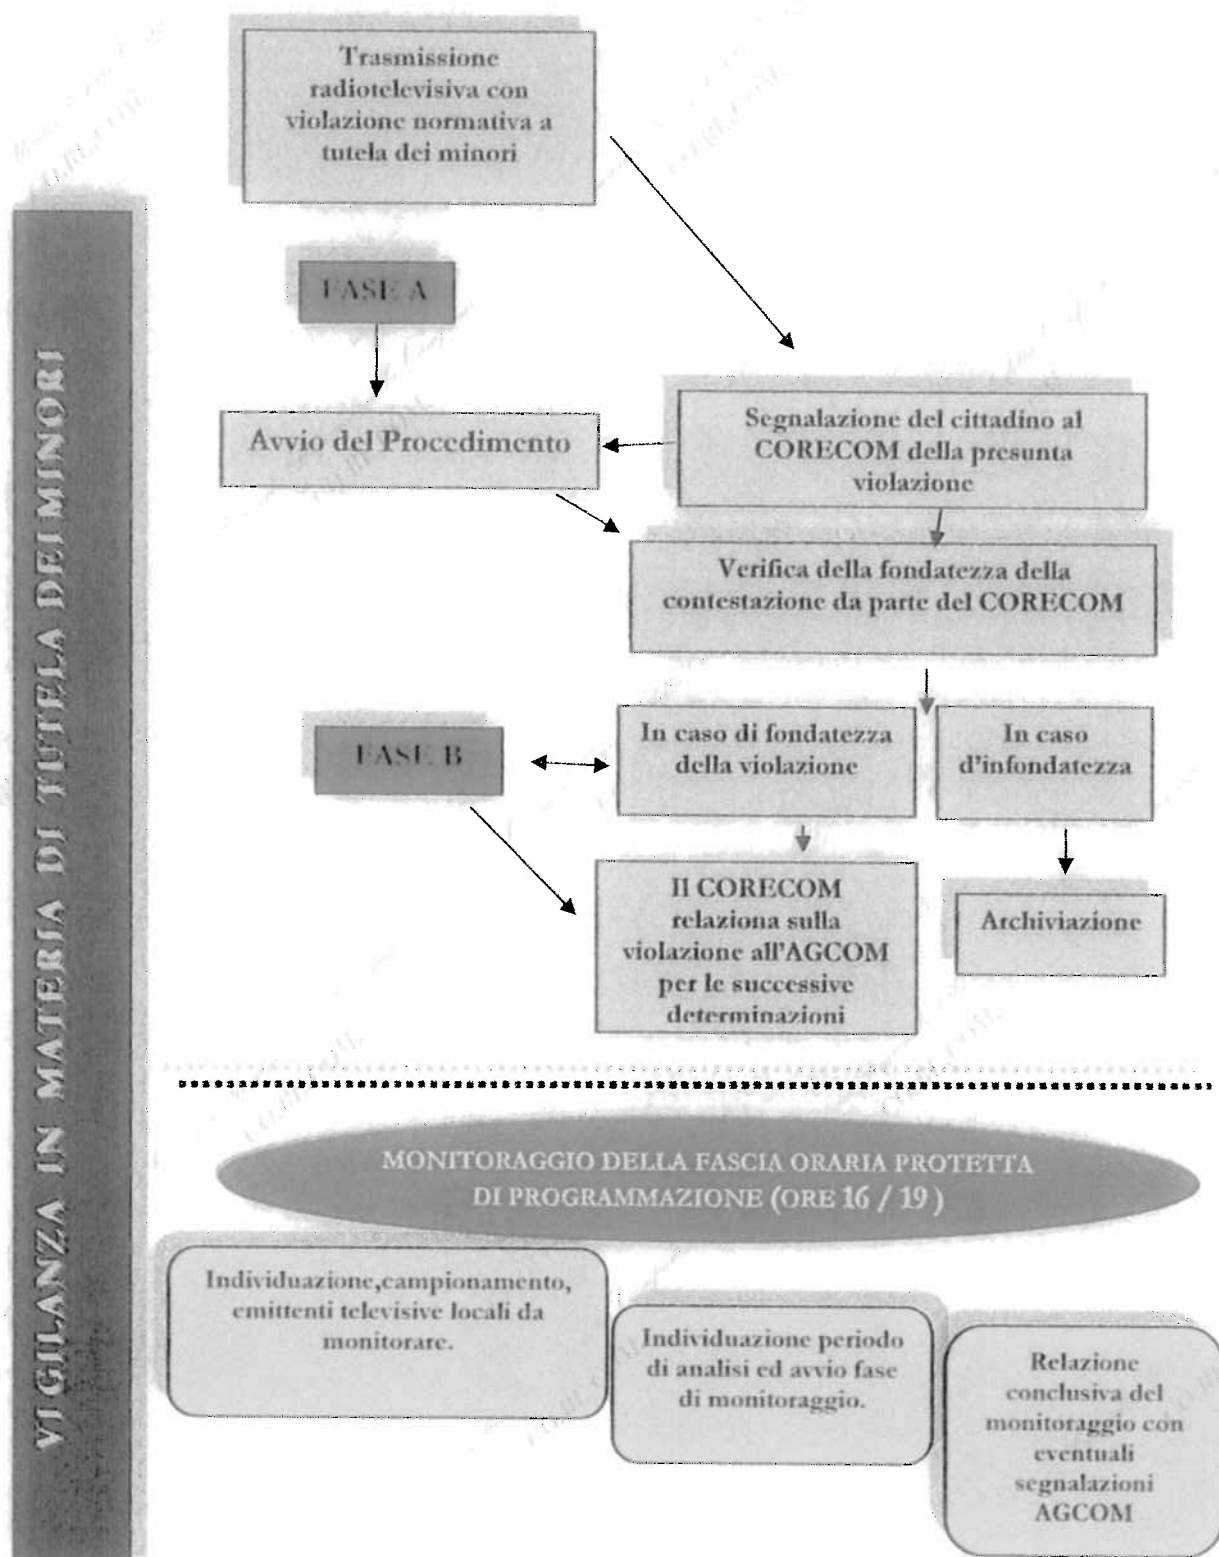 VIGILANZA IN MATERIA DI TUTELA DEI MINORI
Trasmissione
radiotelevisiva con
violazione normativa a
tutela dei minori
FASE A
Avvio del Procedimento
Segnalazione del cittadino al
CORECOM della presunta
violazione
Verifica della fondatezza della
contestazione da parte del CORECOM
FASE B
In caso di fondatezza
della violazione
In caso
d'infondatezza
Il CORECOM
relaziona sulla
violazione all'AGCOM
per le successive
determinazioni
Archiviazione
MONITORAGGIO DELLA FASCIA ORARIA PROTETTA
DI PROGRAMMAZIONE (ORE 16 / 19 )
Individuazione,campionamento,
emittenti televisive locali da
monitorare.
Individuazione periodo
di analisi ed avvio fase
di monitoraggio.
Relazione
conclusiva del
monitoraggio con
eventuali
segnalazioni
AGCOM